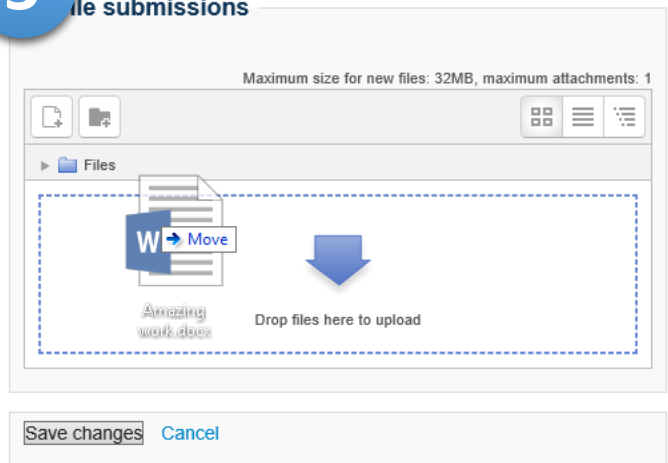 ile submissions
Maximum size for new files: 32MB, maximum attachments: 1
Files
W
Move
Amazing
work.docx
Drop files here to upload
Save changes
Cancel